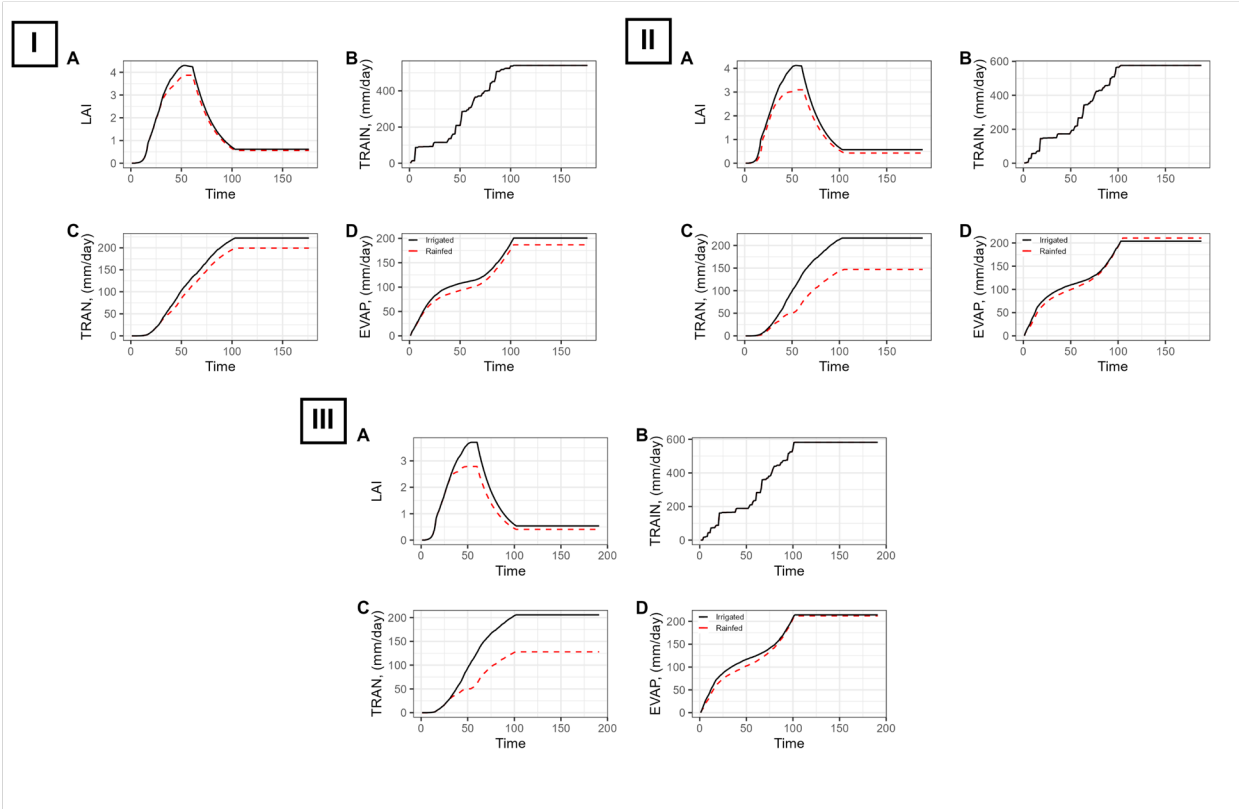 I
A
4
3
2
1
0
LAI
0 50 100 150
Time
B
400
200
0
TRAIN, (mm/day)
0 50 100 150
Time
C
200
150
100
50
0
TRAN, (mm/day)
0 50 100 150
Time
D
200
150
100
50
0
EVAP, (mm/day)
Irrigated
Rainfed
0 50 100 150
Time
II
A
4
3
2
1
0
LAI
0 50 100 150
Time
B
600
400
200
0
TRAIN, (mm/day)
0 50 100 150
Time
C
200
150
100
50
0
TRAN, (mm/day)
0 50 100 150
Time
D
200
150
100
50
0
EVAP, (mm/day)
Irrigated
Rainfed
0 50 100 150
Time
III
A
3
2
1
0
LAI
0 50 100 150 200
Time
B
600
400
200
0
TRAIN, (mm/day)
0 50 100 150 200
Time
C
200
150
100
50
0
TRAN, (mm/day)
0 50 100 150 200
Time
D
200
150
100
50
0
EVAP, (mm/day)
Irrigated
Rainfed
0 50 100 150 200
Time